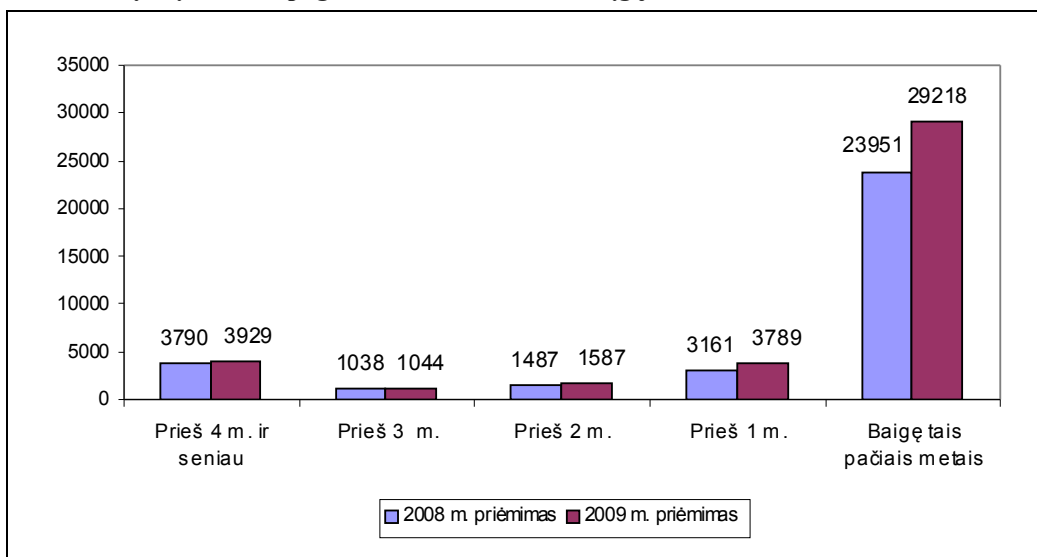 35000
30000
25000
20000
15000
10000
5000
0
3790 3929
1038 1044
1487 1587
3161 3789
23951 29218
Prieš 4 m. ir
seniau
Prieš 3 m.
Prieš 2 m.
Prieš 1 m.
Baigę tais
pačiais metais
2008 m. priėmimas 2009 m. priėmimas